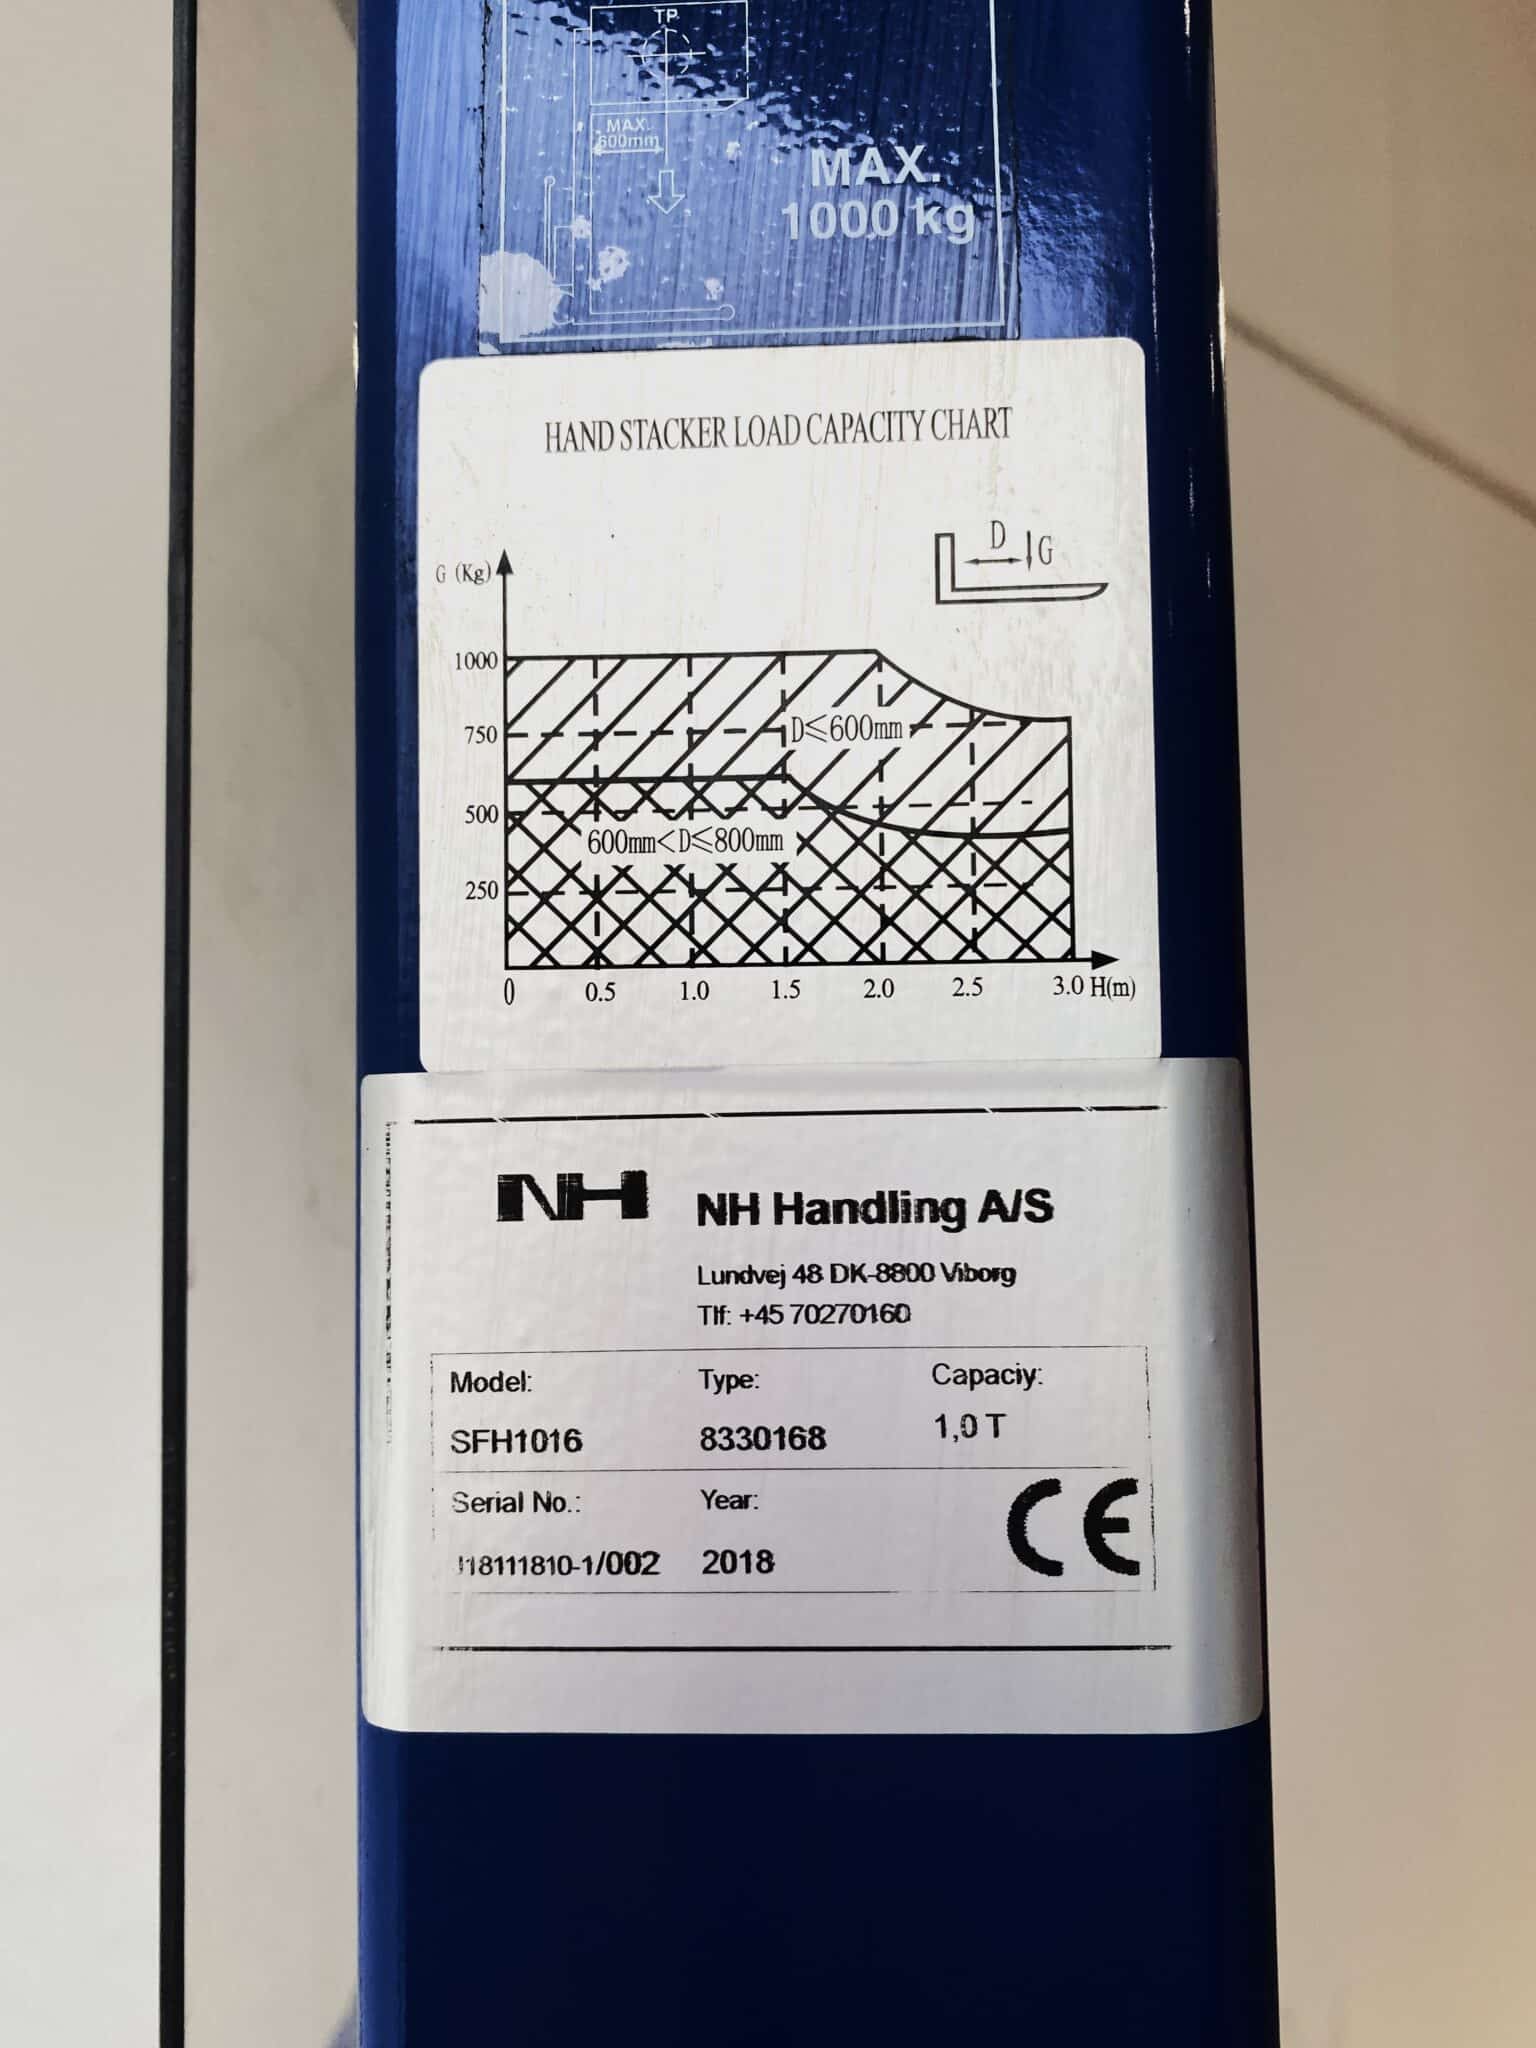 TP
MAX.
600mm
MAX.
1000 kg
HAND STACKER LOAD CAPACITY CHART
D G
G (Kg)
1000
750
D≤600mm
500
600mm<D≤800mm
250
0 0.5 1.0 1.5 2.0 2.5 3.0 H(m)
NH NH Handling A/S
Lundvej 48 DK-8800 Viborg
Tlf: +45 70270160
Model: Type: Capaciy:
SFH1016 8330168 1,0 T
Serial No.: Year:
J18111810-1/002 2018
CE